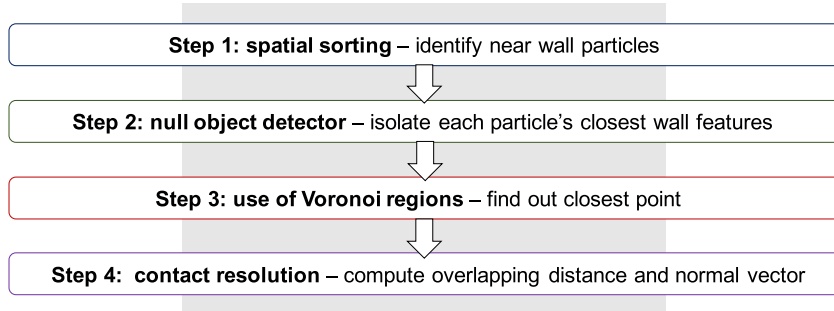 Step 1: spatial sorting – identify near wall particles
Step 2: null object detector – isolate each particle’s closest wall features
Step 3: use of Voronoi regions – find out closest point
Step 4: contact resolution – compute overlapping distance and normal vector